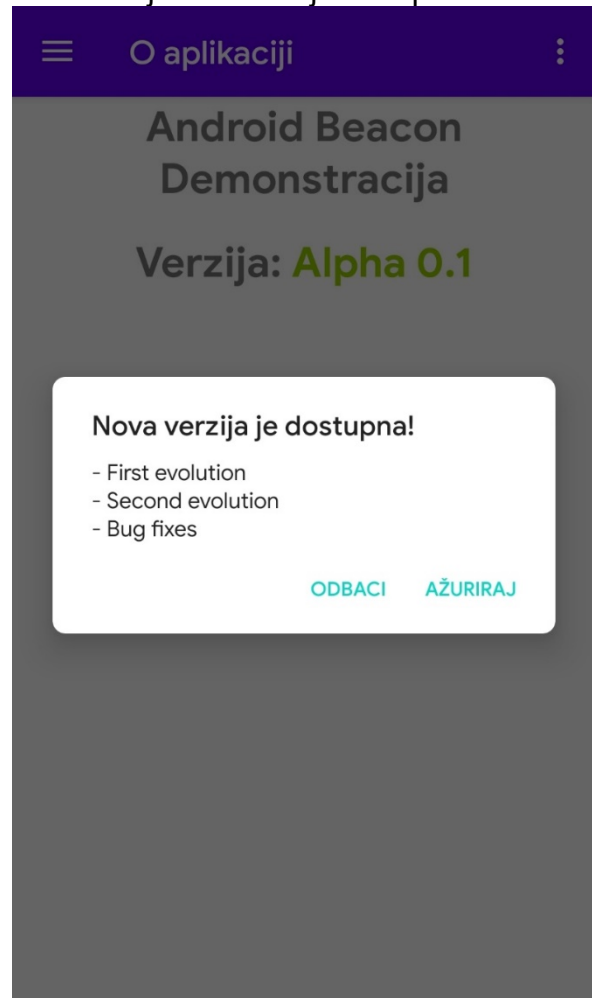 O aplikaciji
Android Beacon
Demonstracija
Verzija: Alpha 0.1
Nova verzija je dostupna!
- First evolution
- Second evolution
- Bug fixes
ODBACI AŽURIRAJ